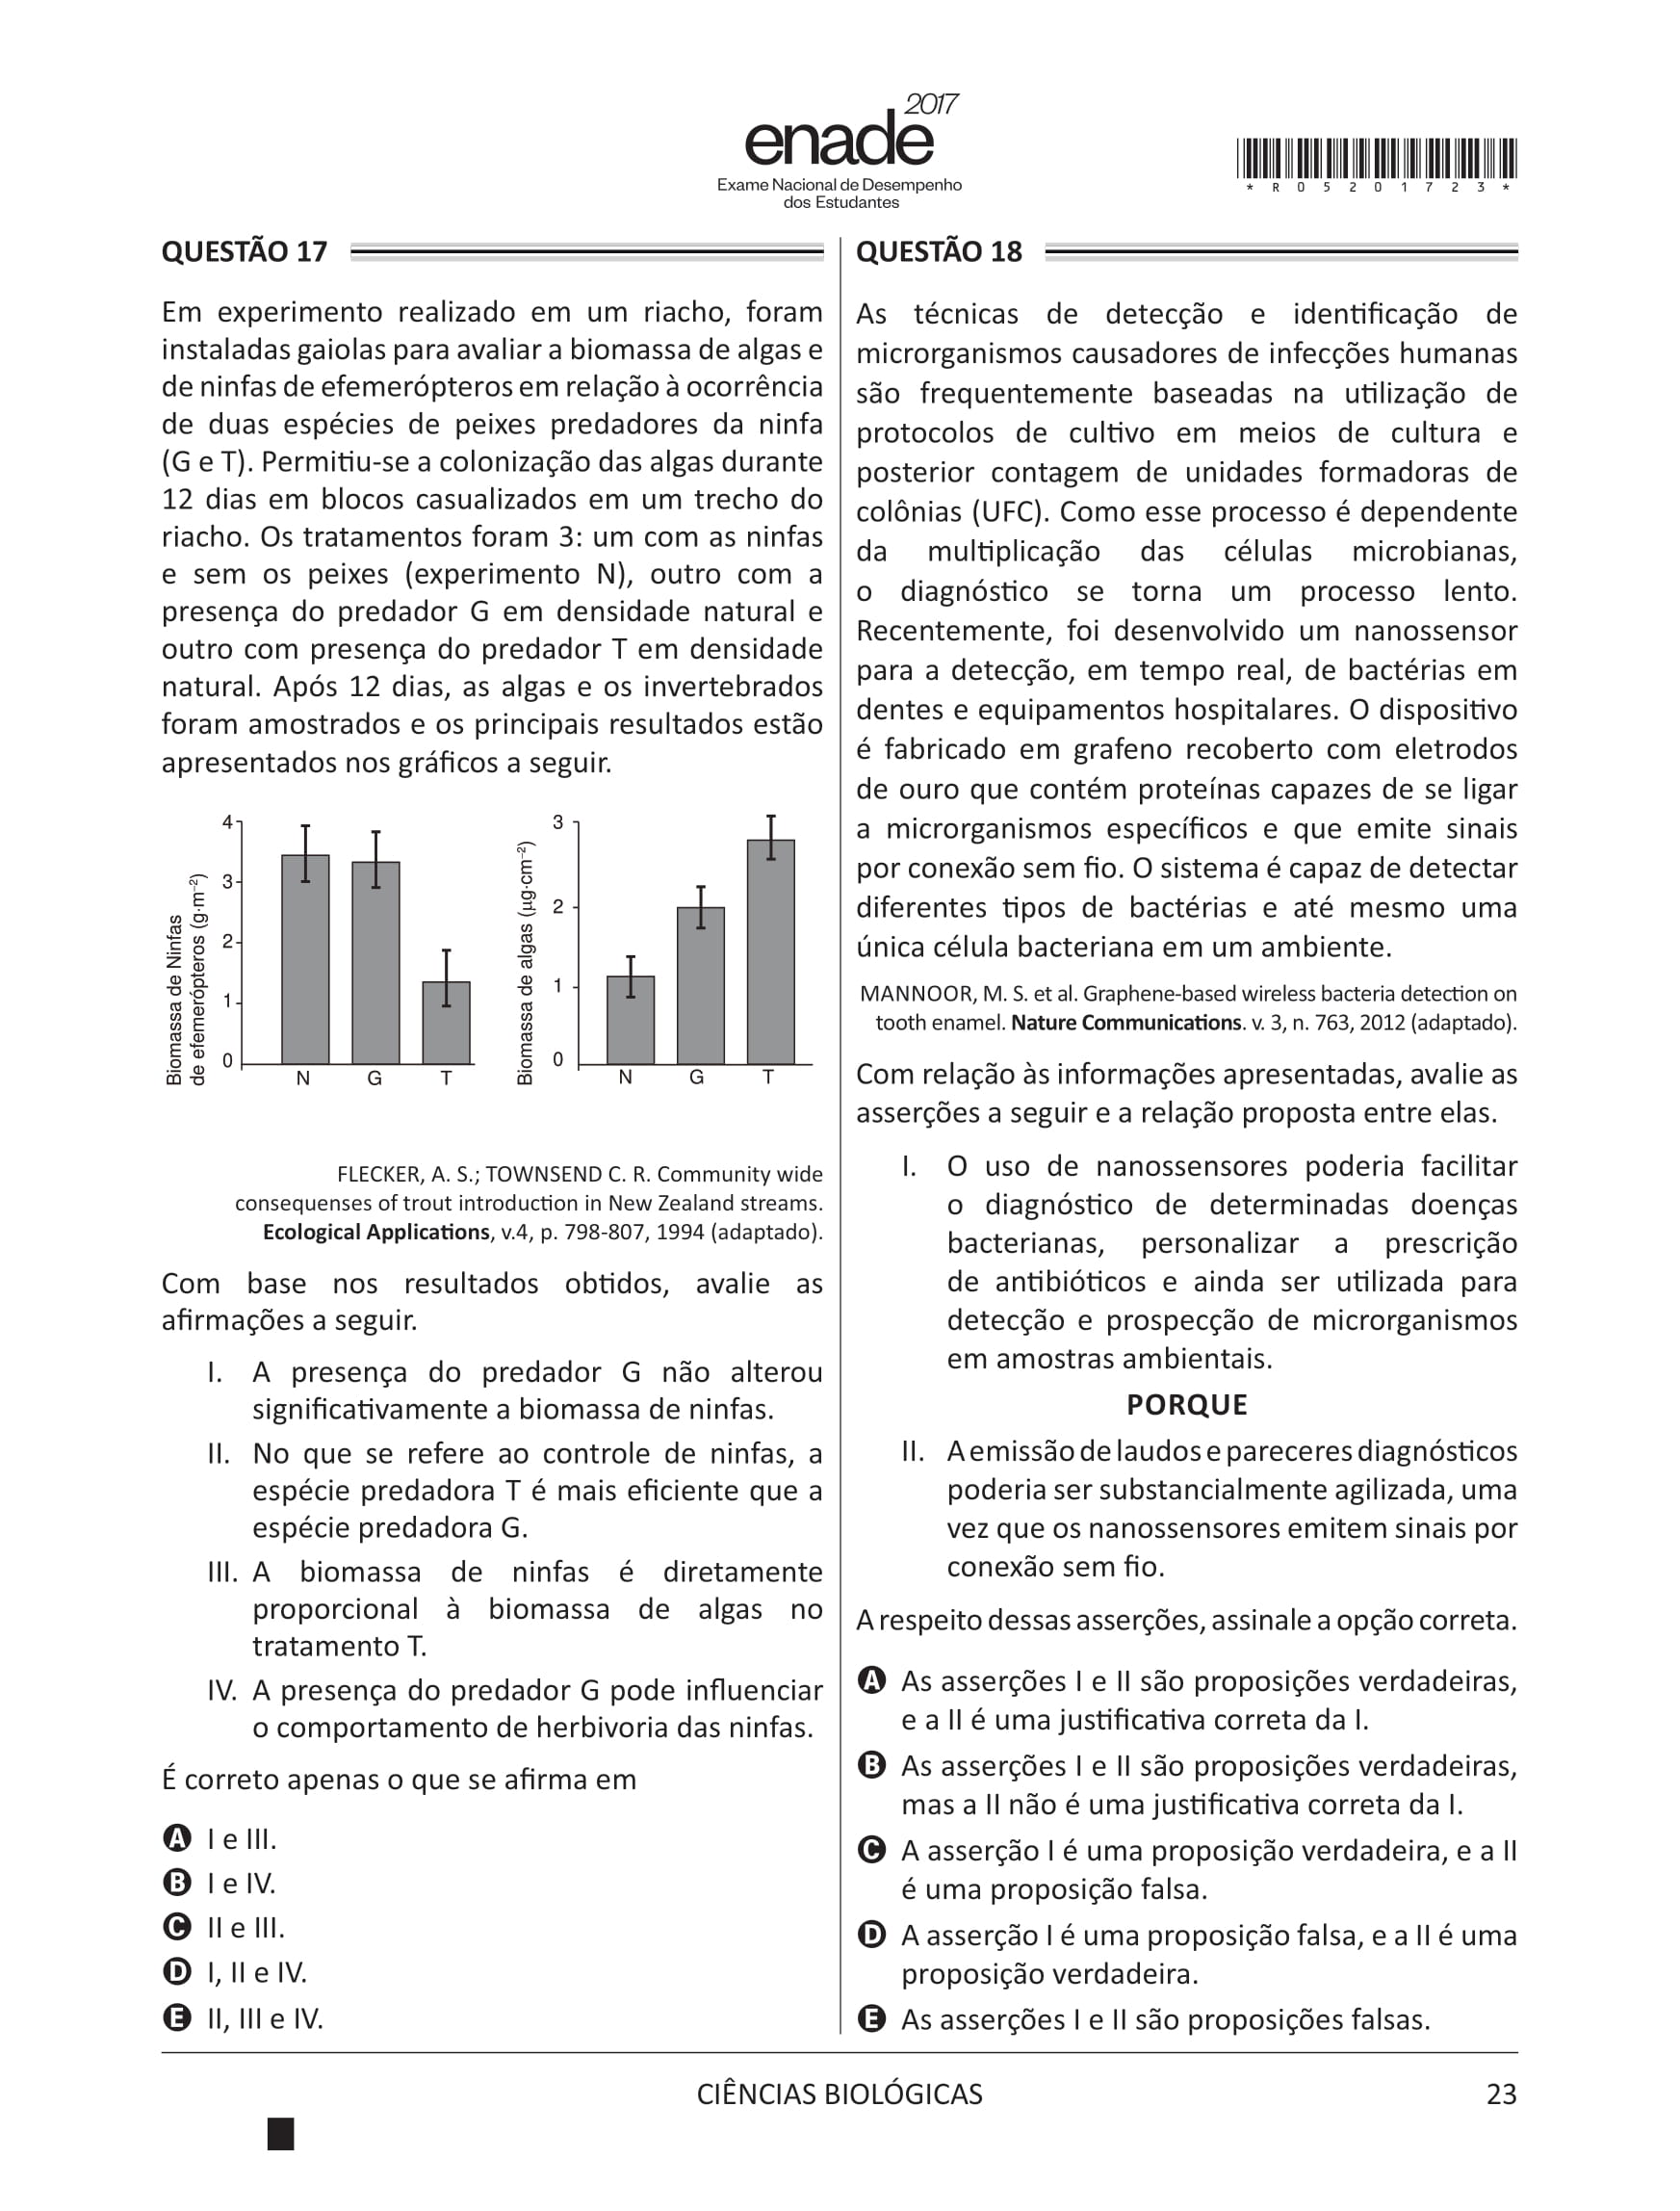 enade 2017
Exame Nacional de Desempenho
dos Estudantes
* R 0 5 2 0 1 7 2 3 *
QUESTÃO 17
Em experimento realizado em um riacho, foram
instaladas gaiolas para avaliar a biomassa de algas e
de ninfas de efemerópteros em relação à ocorrência
de duas espécies de peixes predadores da ninfa
(G e T). Permitiu-se a colonização das algas durante
12 dias em blocos casualizados em um trecho do
riacho. Os tratamentos foram 3: um com as ninfas
e sem os peixes (experimento N), outro com a
presença do predador G em densidade natural e
outro com presença do predador T em densidade
natural. Após 12 dias, as algas e os invertebrados
foram amostrados e os principais resultados estão
apresentados nos gráficos a seguir.
Biomassa de Ninfas
de efemerópteros (g·m⁻²)
4
3
2
1
0
N G T
Biomassa de algas (µg·cm⁻²)
3
2
1
0
N G T
FLECKER, A. S.; TOWNSEND C. R. Community wide
consequenses of trout introduction in New Zealand streams.
Ecological Applications, v.4, p. 798-807, 1994 (adaptado).
Com base nos resultados obtidos, avalie as
afirmações a seguir.
I. A presença do predador G não alterou
significativamente a biomassa de ninfas.
II. No que se refere ao controle de ninfas, a
espécie predadora T é mais eficiente que a
espécie predadora G.
III. A biomassa de ninfas é diretamente
proporcional à biomassa de algas no
tratamento T.
IV. A presença do predador G pode influenciar
o comportamento de herbivoria das ninfas.
É correto apenas o que se afirma em
A I e III.
B I e IV.
C II e III.
D I, II e IV.
E II, III e IV.
QUESTÃO 18
As técnicas de detecção e identificação de
microrganismos causadores de infecções humanas
são frequentemente baseadas na utilização de
protocolos de cultivo em meios de cultura e
posterior contagem de unidades formadoras de
colônias (UFC). Como esse processo é dependente
da multiplicação das células microbianas,
o diagnóstico se torna um processo lento.
Recentemente, foi desenvolvido um nanossensor
para a detecção, em tempo real, de bactérias em
dentes e equipamentos hospitalares. O dispositivo
é fabricado em grafeno recoberto com eletrodos
de ouro que contém proteínas capazes de se ligar
a microrganismos específicos e que emite sinais
por conexão sem fio. O sistema é capaz de detectar
diferentes tipos de bactérias e até mesmo uma
única célula bacteriana em um ambiente.
MANNOOR, M. S. et al. Graphene-based wireless bacteria detection on
tooth enamel. Nature Communications. v. 3, n. 763, 2012 (adaptado).
Com relação às informações apresentadas, avalie as
asserções a seguir e a relação proposta entre elas.
I. O uso de nanossensores poderia facilitar
o diagnóstico de determinadas doenças
bacterianas, personalizar a prescrição
de antibióticos e ainda ser utilizada para
detecção e prospecção de microrganismos
em amostras ambientais.
PORQUE
II. A emissão de laudos e pareceres diagnósticos
poderia ser substancialmente agilizada, uma
vez que os nanossensores emitem sinais por
conexão sem fio.
A respeito dessas asserções, assinale a opção correta.
A As asserções I e II são proposições verdadeiras,
e a II é uma justificativa correta da I.
B As asserções I e II são proposições verdadeiras,
mas a II não é uma justificativa correta da I.
C A asserção I é uma proposição verdadeira, e a II
é uma proposição falsa.
D A asserção I é uma proposição falsa, e a II é uma
proposição verdadeira.
E As asserções I e II são proposições falsas.
CIÊNCIAS BIOLÓGICAS
23